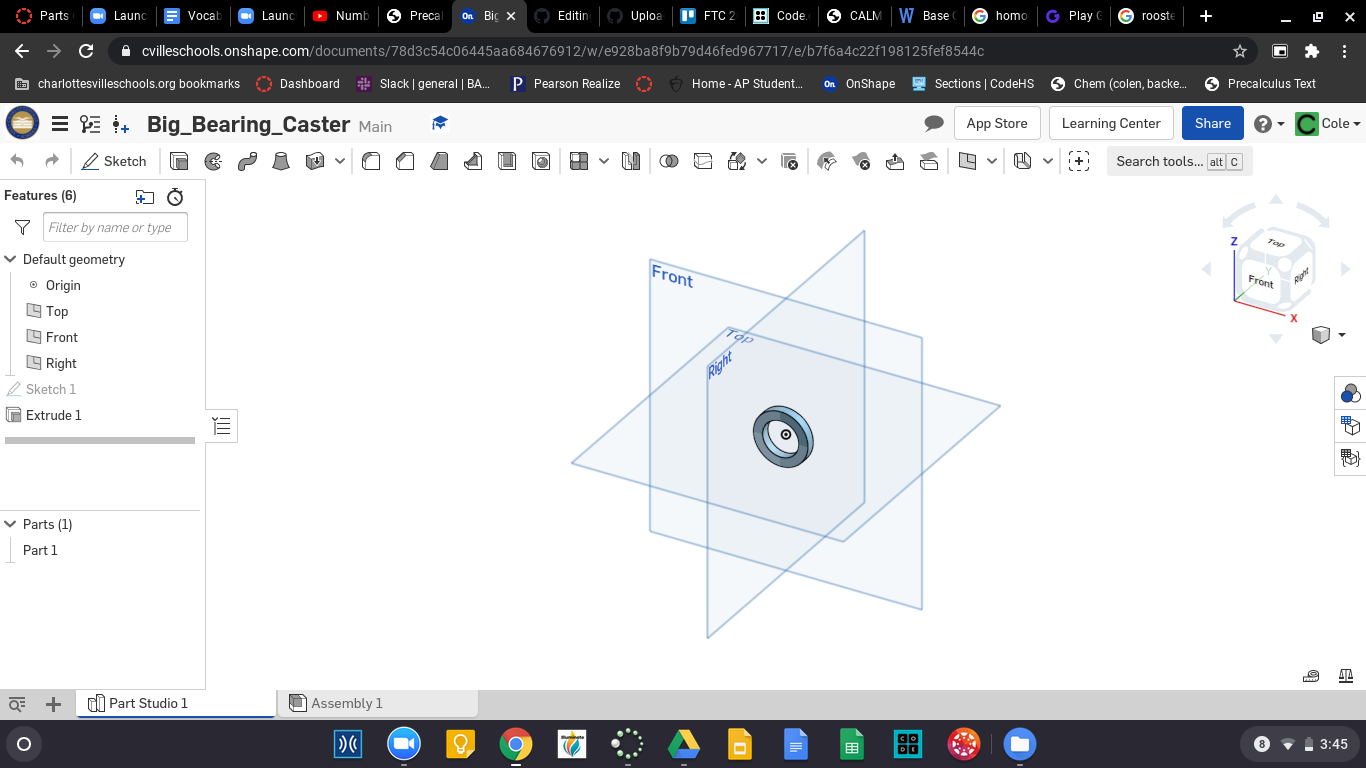 Parts
Launc
Vocab
Launc
Numb
Precal
On
Big
Editin
Uploa
FTC 2
Code.
CALM
Base
homo
Play G
rooste
cvilleschools.onshape.com/documents/78d3c54c06445aa684676912/w/e928ba8f9b79d46fed967717/e/b7f6a4c22f198125fef8544c
charlottesvilleschools.org bookmarks
Dashboard
Slack | general | BA...
Pearson Realize
Home - AP Student...
On
OnShape
Sections | CodeHS
Chem (colen, backe...
Precalculus Text
Big_Bearing_Caster Main
App Store
Learning Center
Share
Cole
Sketch
Search tools... alt C
Features (6)
Filter by name or type
Default geometry
Origin
Top
Front
Right
Sketch 1
Extrude 1
Parts (1)
Part 1
Front
Top
Right
Z
Top
Y
Front
Right
X
Part Studio 1
Assembly 1
8
3:45